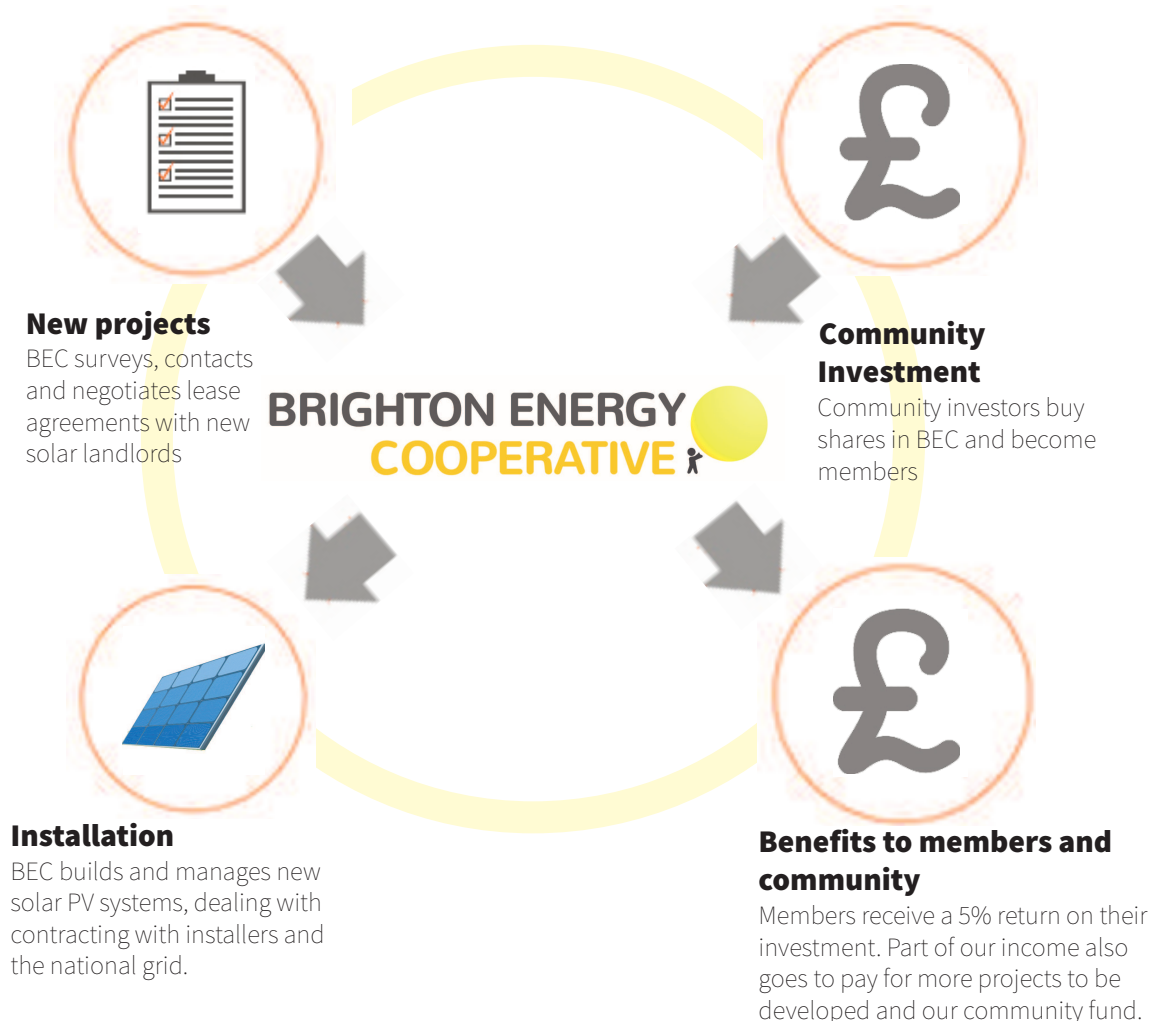 New projects
BEC surveys, contacts
and negotiates lease
agreements with new
solar landlords
Community
Investment
Community investors buy
shares in BEC and become
members
BRIGHTON ENERGY
COOPERATIVE
Installation
BEC builds and manages new
solar PV systems, dealing with
contracting with installers and
the national grid.
Benefits to members and
community
Members receive a 5% return on their
investment. Part of our income also
goes to pay for more projects to be
developed and our community fund.